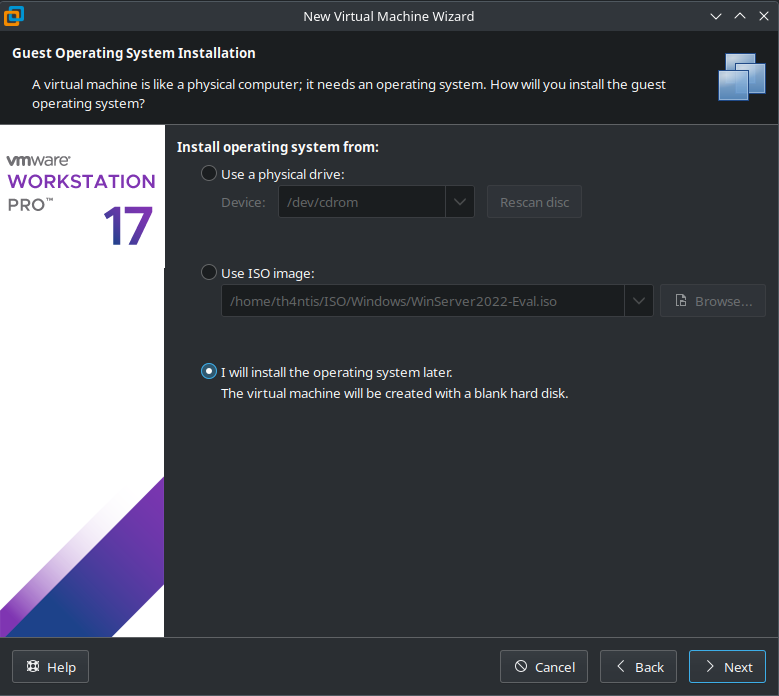 New Virtual Machine Wizard
Guest Operating System Installation
A virtual machine is like a physical computer; it needs an operating system. How will you install the guest
operating system?
vmware®
WORKSTATION
PRO™
17
Install operating system from:
Use a physical drive:
Device: /dev/cdrom Rescan disc
Use ISO image:
/home/th4ntis/ISO/Windows/WinServer2022-Eval.iso Browse...
I will install the operating system later.
The virtual machine will be created with a blank hard disk.
Help Cancel Back Next